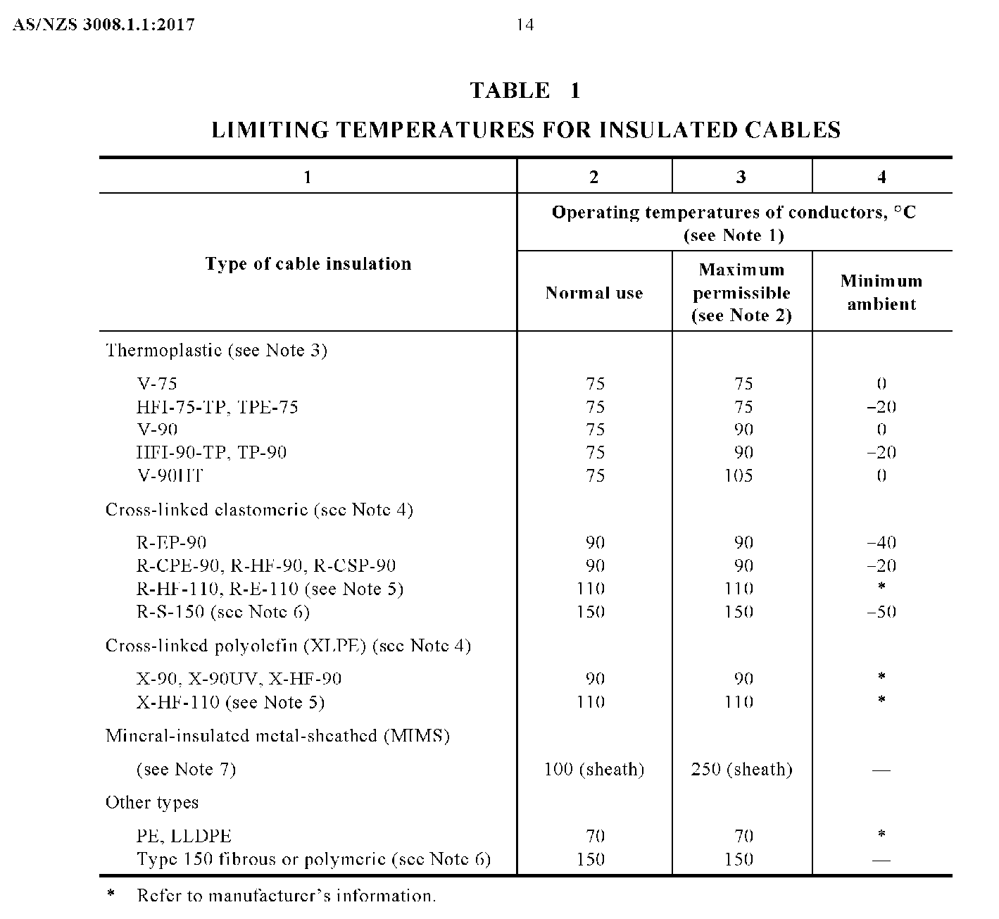 AS/NZS 3008.1.1:2017 14
TABLE 1
LIMITING TEMPERATURES FOR INSULATED CABLES
1 2 3 4
Type of cable insulation
Operating temperatures of conductors, °C
(see Note 1)
Normal use
Maximum
permissible
(see Note 2)
Minimum
ambient
Thermoplastic (see Note 3)
V-75 75 75 0
HFI-75-TP, TPE-75 75 75 –20
V-90 75 90 0
HFI-90-TP, TP-90 75 90 –20
V-90HT 75 105 0
Cross-linked elastomeric (see Note 4)
R-EP-90 90 90 –40
R-CPE-90, R-HF-90, R-CSP-90 90 90 –20
R-HF-110, R-E-110 (see Note 5) 110 110 *
R-S-150 (see Note 6) 150 150 –50
Cross-linked polyolefin (XLPE) (see Note 4)
X-90, X-90UV, X-HF-90 90 90 *
X-HF-110 (see Note 5) 110 110 *
Mineral-insulated metal-sheathed (MIMS)
(see Note 7) 100 (sheath) 250 (sheath) —
Other types
PE, LLDPE 70 70 *
Type 150 fibrous or polymeric (see Note 6) 150 150 —
* Refer to manufacturer’s information.